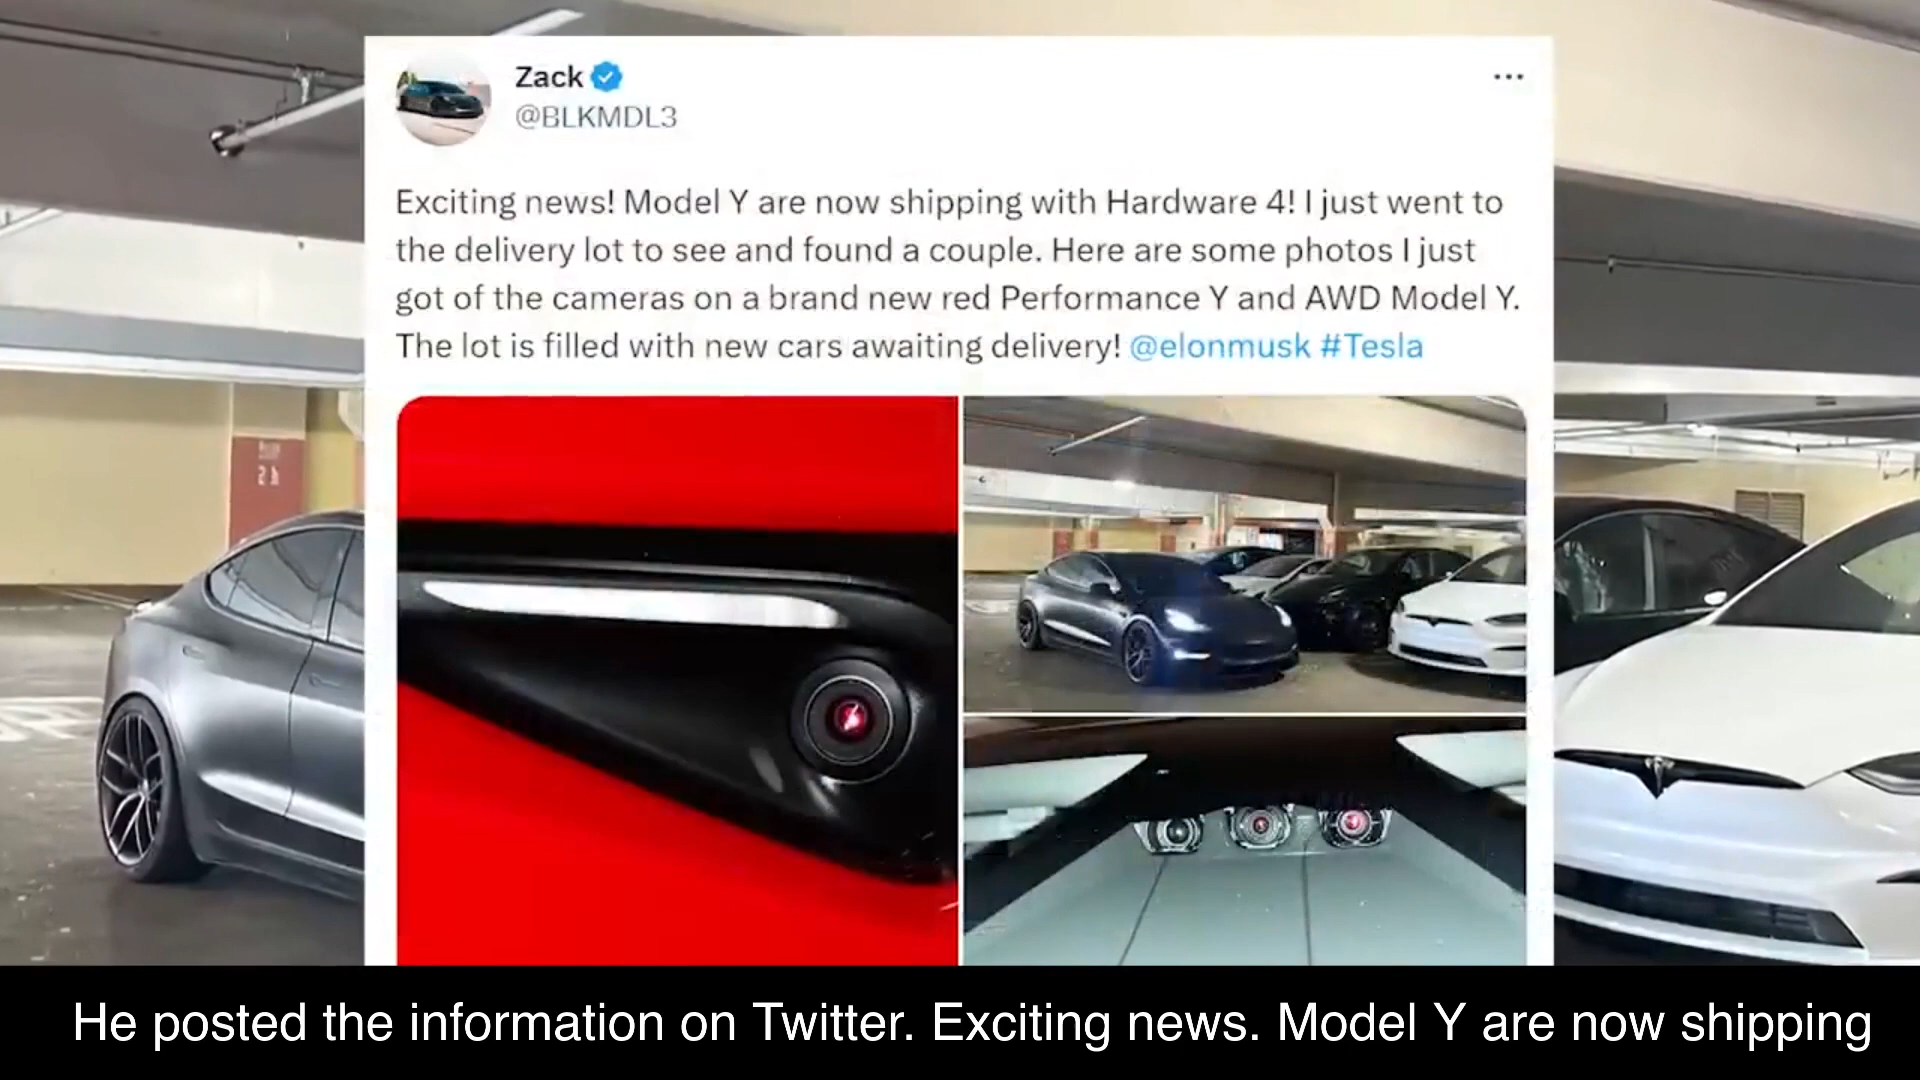 Zack
@BLKMDL3
Exciting news! Model Y are now shipping with Hardware 4! I just went to
the delivery lot to see and found a couple. Here are some photos I just
got of the cameras on a brand new red Performance Y and AWD Model Y.
The lot is filled with new cars awaiting delivery! @elonmusk #Tesla
He posted the information on Twitter. Exciting news. Model Y are now shipping